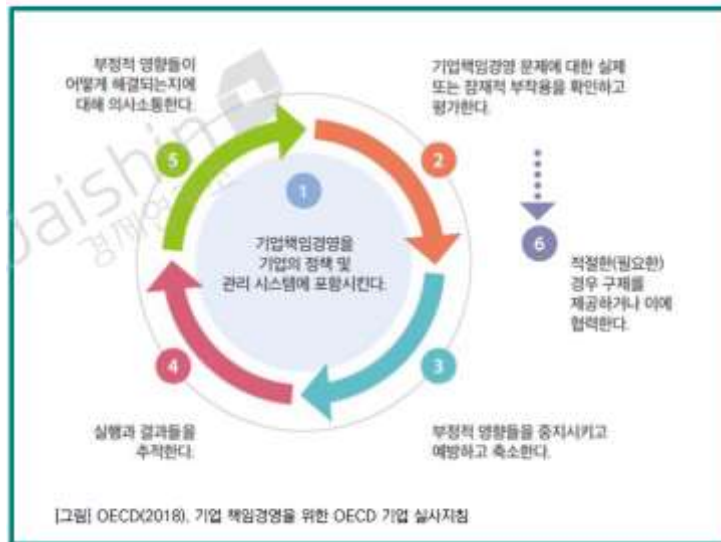 부정적 영향들이
어떻게 해결되는지에
대해 의사소통한다.
5
기업책임경영 문제에 대한 실제
또는 잠재적 부작용을 확인하고
평가한다.
2
1
기업책임경영을
기업의 정책 및
관리 시스템에 포함시킨다.
6
적절한(필요한)
경우 구제를
제공하거나 이에
협력한다.
4
실행과 결과들을
추적한다.
3
부정적 영향들을 중지시키고
예방하고 축소한다.
[그림] OECD(2018), 기업 책임경영을 위한 OECD 기업 실사지침
Jaishin